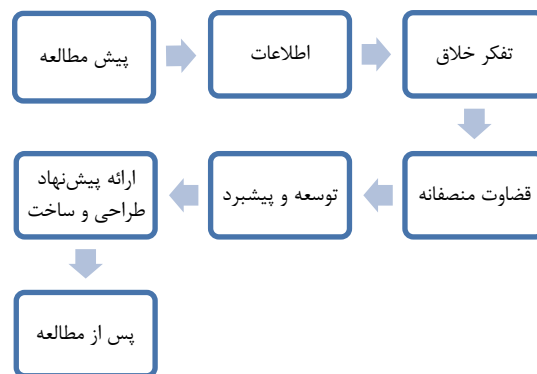 پیش مطالعه
اطلاعات
تفکر خلاق
قضاوت منصفانه
توسعه و پیشبرد
ارائه پیش‌نهاد
طراحی و ساخت
پس از مطالعه